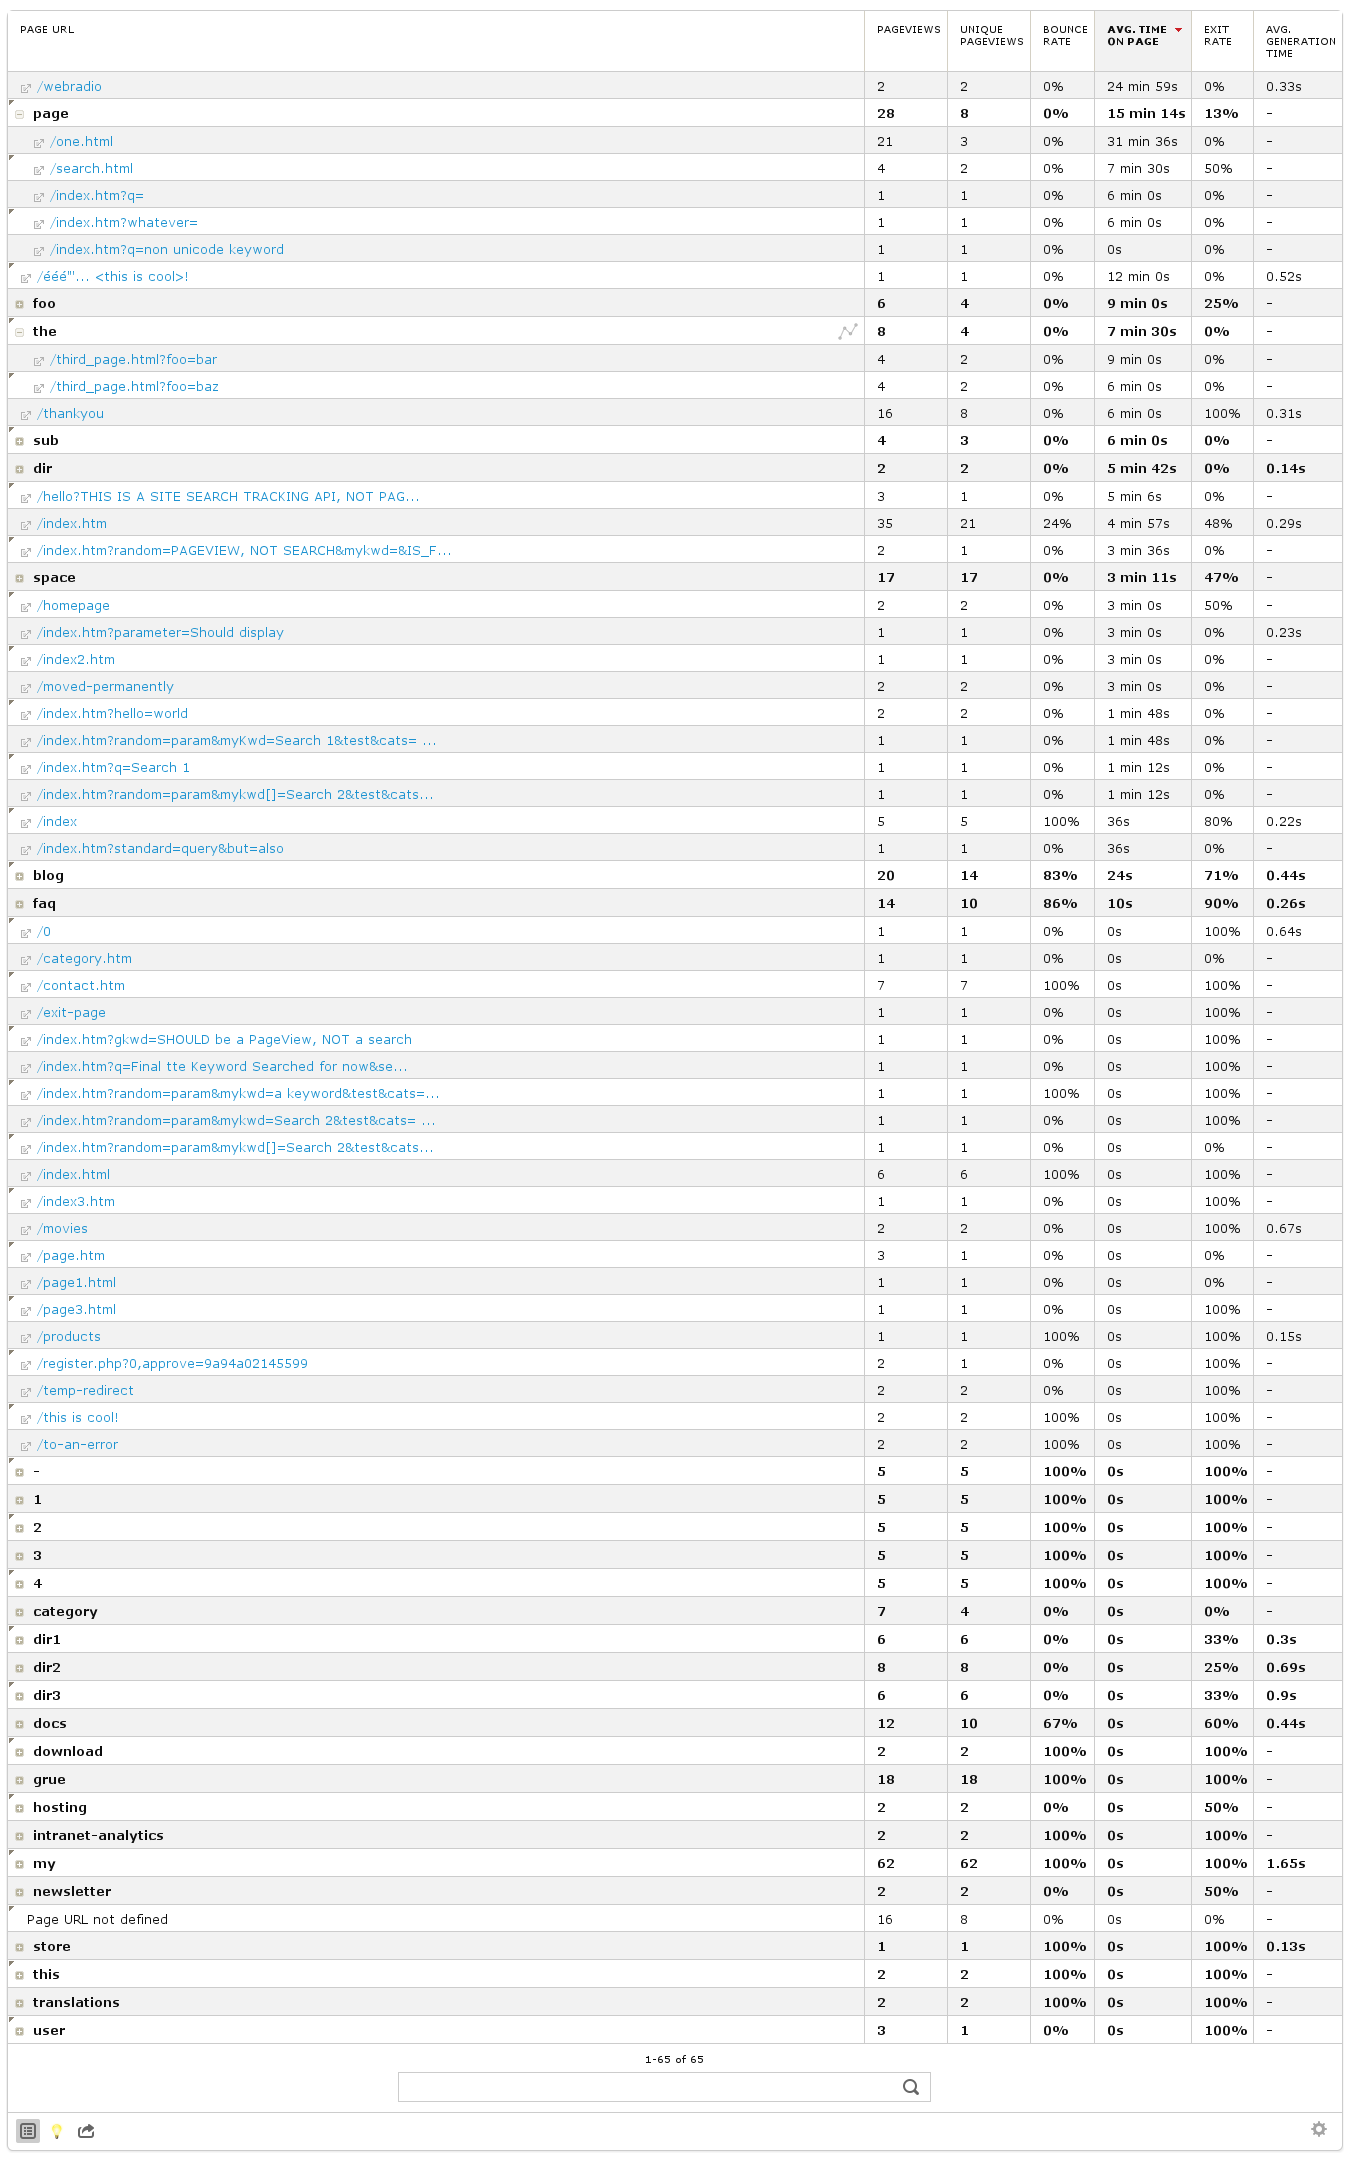 PAGE URL PAGEVIEWS UNIQUE PAGEVIEWS BOUNCE RATE AVG. TIME ON PAGE EXIT RATE AVG. GENERATION TIME
/webradio 2 2 0% 24 min 59s 0% 0.33s
page 28 8 0% 15 min 14s 13% -
/one.html 21 3 0% 31 min 36s 0% -
/search.html 4 2 0% 7 min 30s 50% -
/index.htm?q= 1 1 0% 6 min 0s 0% -
/index.htm?whatever= 1 1 0% 6 min 0s 0% -
/index.htm?q=non unicode keyword 1 1 0% 0s 0% -
/ééé"'... <this is cool>! 1 1 0% 12 min 0s 0% 0.52s
foo 6 4 0% 9 min 0s 25% -
the 8 4 0% 7 min 30s 0% -
/third_page.html?foo=bar 4 2 0% 9 min 0s 0% -
/third_page.html?foo=baz 4 2 0% 6 min 0s 0% -
/thankyou 16 8 0% 6 min 0s 100% 0.31s
sub 4 3 0% 6 min 0s 0% -
dir 2 2 0% 5 min 42s 0% 0.14s
/hello?THIS IS A SITE SEARCH TRACKING API, NOT PAG... 3 1 0% 5 min 6s 0% -
/index.htm 35 21 24% 4 min 57s 48% 0.29s
/index.htm?random=PAGEVIEW, NOT SEARCH&mykwd=&IS_F... 2 1 0% 3 min 36s 0% -
space 17 17 0% 3 min 11s 47% -
/homepage 2 2 0% 3 min 0s 50% -
/index.htm?parameter=Should display 1 1 0% 3 min 0s 0% 0.23s
/index2.htm 1 1 0% 3 min 0s 0% -
/moved-permanently 2 2 0% 3 min 0s 0% -
/index.htm?hello=world 2 2 0% 1 min 48s 0% -
/index.htm?random=param&myKwd=Search 1&test&cats= ... 1 1 0% 1 min 48s 0% -
/index.htm?q=Search 1 1 1 0% 1 min 12s 0% -
/index.htm?random=param&mykwd[]=Search 2&test&cats... 1 1 0% 1 min 12s 0% -
/index 5 5 100% 36s 80% 0.22s
/index.htm?standard=query&but=also 1 1 0% 36s 0% -
blog 20 14 83% 24s 71% 0.44s
faq 14 10 86% 10s 90% 0.26s
/0 1 1 0% 0s 100% 0.64s
/category.htm 1 1 0% 0s 0% -
/contact.htm 7 7 100% 0s 100% -
/exit-page 1 1 0% 0s 100% -
/index.htm?gkwd=SHOULD be a PageView, NOT a search 1 1 0% 0s 100% -
/index.htm?q=Final tte Keyword Searched for now&se... 1 1 0% 0s 100% -
/index.htm?random=param&mykwd=a keyword&test&cats=... 1 1 100% 0s 100% -
/index.htm?random=param&mykwd=Search 2&test&cats= ... 1 1 0% 0s 100% -
/index.htm?random=param&mykwd[]=Search 2&test&cats... 1 1 0% 0s 0% -
/index.html 6 6 100% 0s 100% -
/index3.htm 1 1 0% 0s 100% -
/movies 2 2 0% 0s 100% 0.67s
/page.htm 3 1 0% 0s 0% -
/page1.html 1 1 0% 0s 0% -
/page3.html 1 1 0% 0s 100% -
/products 1 1 100% 0s 100% 0.15s
/register.php?0,approve=9a94a02145599 2 1 0% 0s 100% -
/temp-redirect 2 2 0% 0s 100% -
/this is cool! 2 2 100% 0s 100% -
/to-an-error 2 2 100% 0s 100% -
- 5 5 100% 0s 100% -
1 5 5 100% 0s 100% -
2 5 5 100% 0s 100% -
3 5 5 100% 0s 100% -
4 5 5 100% 0s 100% -
category 7 4 0% 0s 0% -
dir1 6 6 0% 0s 33% 0.3s
dir2 8 8 0% 0s 25% 0.69s
dir3 6 6 0% 0s 33% 0.9s
docs 12 10 67% 0s 60% 0.44s
download 2 2 100% 0s 100% -
grue 18 18 100% 0s 100% -
hosting 2 2 0% 0s 50% -
intranet-analytics 2 2 100% 0s 100% -
my 62 62 100% 0s 100% 1.65s
newsletter 2 2 0% 0s 50% -
Page URL not defined 16 8 0% 0s 0% -
store 1 1 100% 0s 100% 0.13s
this 2 2 100% 0s 100% -
translations 2 2 100% 0s 100% -
user 3 1 0% 0s 100% -
1-65 of 65